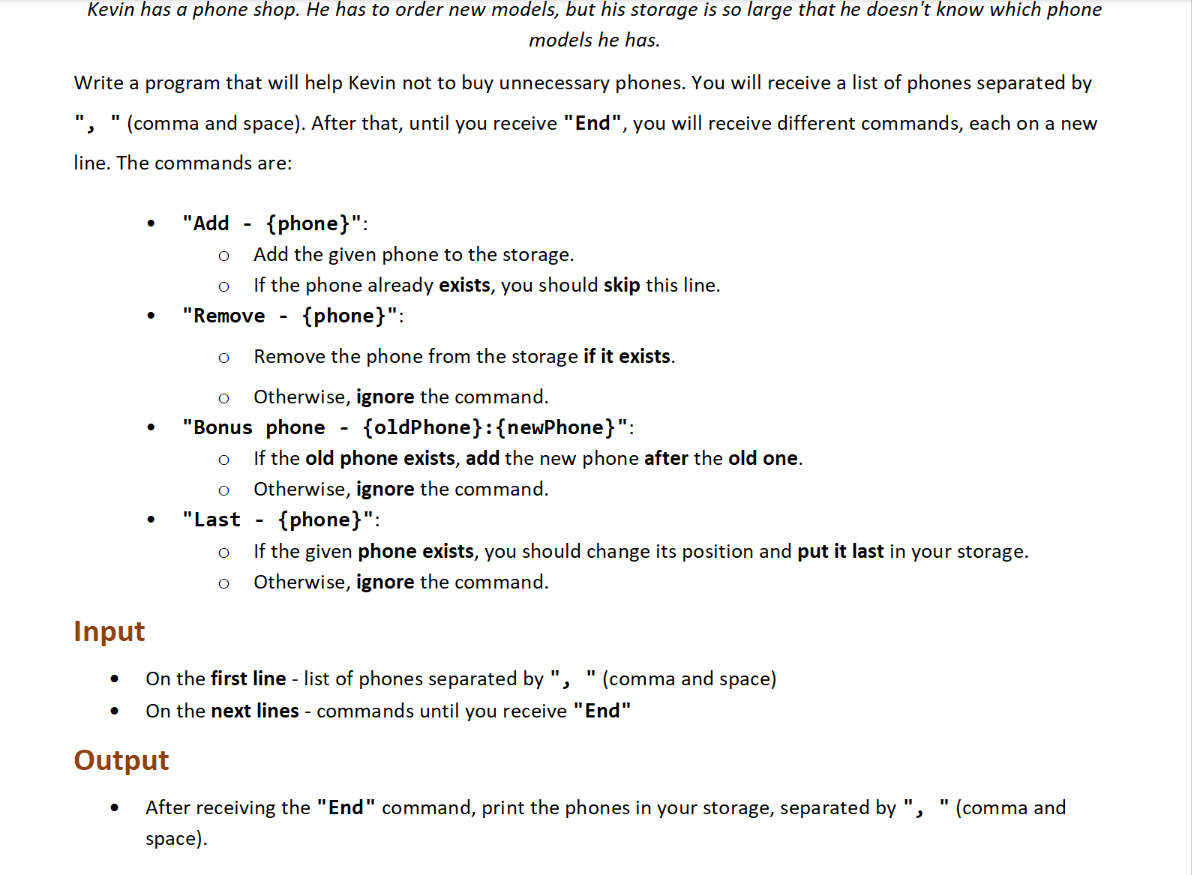 Kevin has a phone shop. He has to order new models, but his storage is so large that he doesn't know which phone
models he has.
Write a program that will help Kevin not to buy unnecessary phones. You will receive a list of phones separated by
", " (comma and space). After that, until you receive "End", you will receive different commands, each on a new
line. The commands are:
• "Add - {phone}":
o Add the given phone to the storage.
o If the phone already exists, you should skip this line.
• "Remove - {phone}":
o Remove the phone from the storage if it exists.
o Otherwise, ignore the command.
• "Bonus phone - {oldPhone}:{newPhone}":
o If the old phone exists, add the new phone after the old one.
o Otherwise, ignore the command.
• "Last - {phone}":
o If the given phone exists, you should change its position and put it last in your storage.
o Otherwise, ignore the command.
Input
• On the first line - list of phones separated by ", " (comma and space)
• On the next lines - commands until you receive "End"
Output
• After receiving the "End" command, print the phones in your storage, separated by ", " (comma and
space).